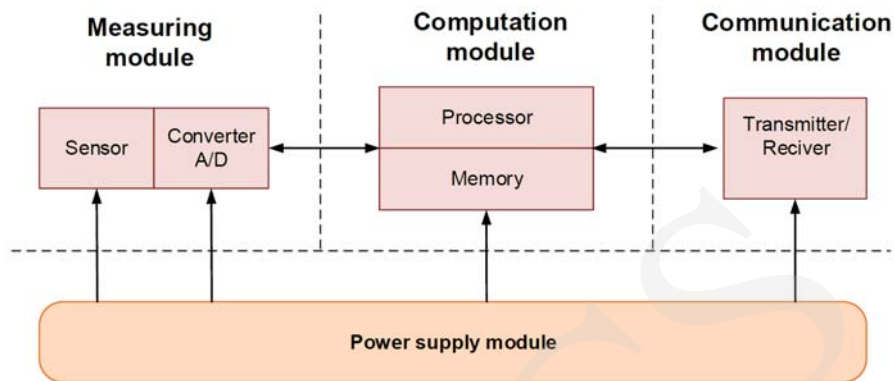 Measuring
module
Computation
module
Communication
module
Sensor
Converter
A/D
Processor
Memory
Transmitter/
Reciver
Power supply module